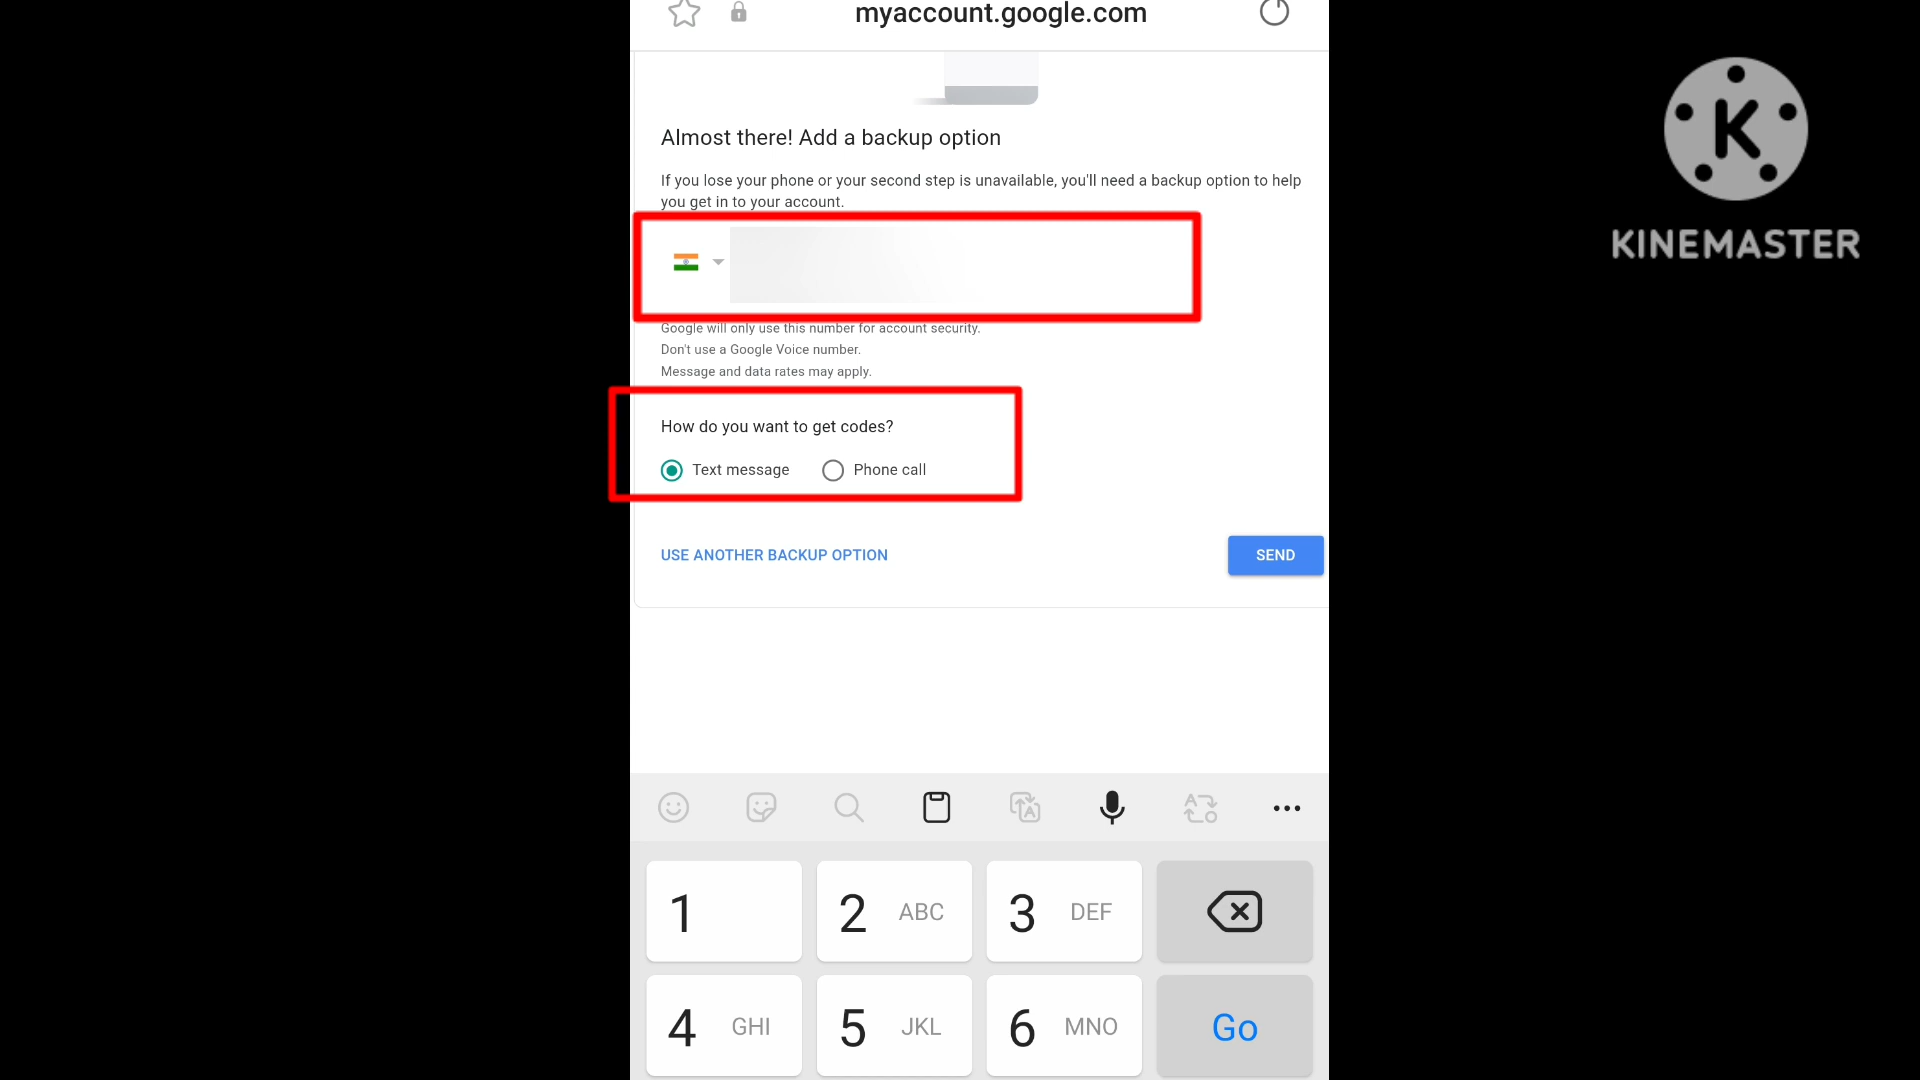 myaccount.google.com
Almost there! Add a backup option
If you lose your phone or your second step is unavailable, you'll need a backup option to help
you get in to your account.
Google will only use this number for account security.
Don't use a Google Voice number.
Message and data rates may apply.
How do you want to get codes?
Text message Phone call
USE ANOTHER BACKUP OPTION SEND
1 2 ABC 3 DEF
4 GHI 5 JKL 6 MNO Go
K
KINEMASTER